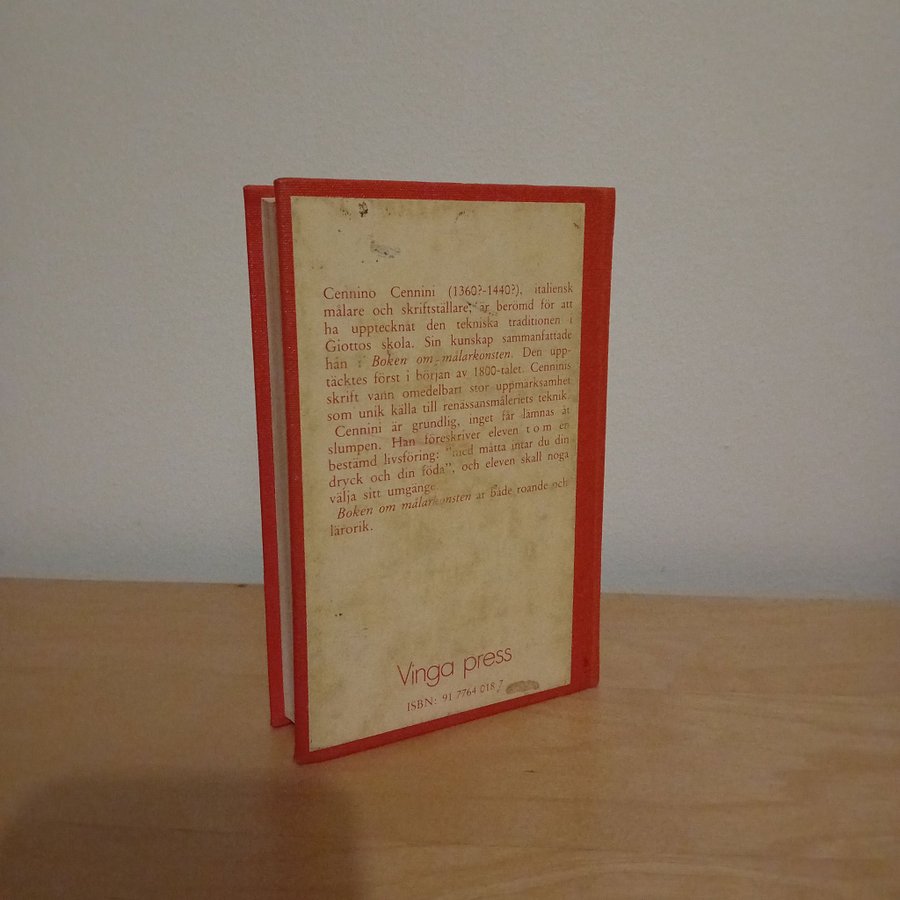 Cennino Cennini (1360?-1440?), italiensk
målare och skriftställare, är berömd för att
ha upptecknat den tekniska traditionen i
Giottos skola. Sin kunskap sammanfattade
han i Boken om målarkonsten. Den upp-
täcktes först i början av 1800-talet. Cenninis
skrift vann omedelbart stor uppmärksamhet
som unik källa till renässansmåleriets teknik.
Cennini är grundlig, inget får lämnas åt
slumpen. Han föreskriver eleven t o m en
bestämd livsföring: "med måtta intar du din
dryck och din föda", och eleven skall noga
välja sitt umgänge.
Boken om målarkonsten är både roande och
lärorik.
Vinga press
ISBN: 91 7764 018 7